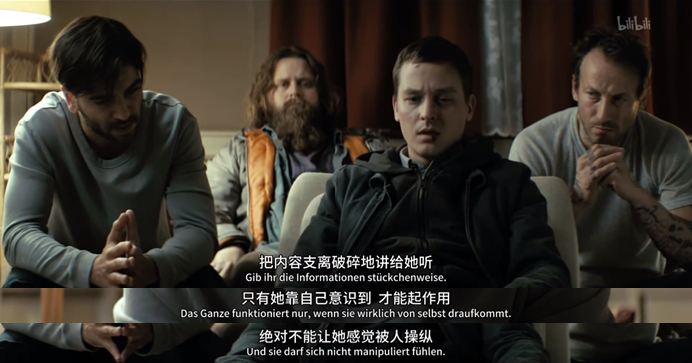 bilibili
把内容支离破碎地讲给她听
Gib ihr die Informationen stückchenweise.
只有她靠自己意识到 才能起作用
Das Ganze funktioniert nur, wenn sie wirklich von selbst draufkommt.
绝对不能让她感觉被人操纵
Und sie darf sich nicht manipuliert fühlen.